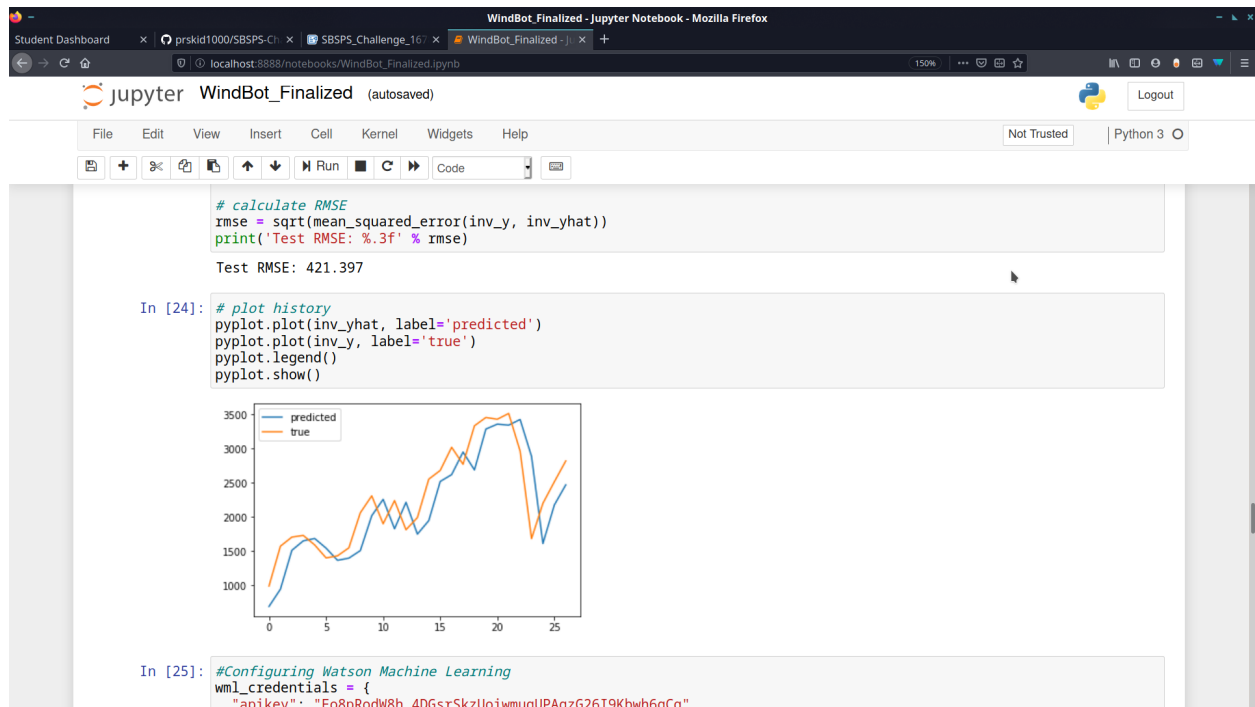 WindBot_Finalized - Jupyter Notebook - Mozilla Firefox
Student Dashboard
prskid1000/SBSPS-Ch
SBSPS_Challenge_167
WindBot_Finalized - J
localhost:8888/notebooks/WindBot_Finalized.ipynb
150%
jupyter WindBot_Finalized (autosaved)
Logout
File Edit View Insert Cell Kernel Widgets Help
Not Trusted
Python 3
Run
Code
# calculate RMSE
rmse = sqrt(mean_squared_error(inv_y, inv_yhat))
print('Test RMSE: %.3f' % rmse)
Test RMSE: 421.397
In [24]: # plot history
pyplot.plot(inv_yhat, label='predicted')
pyplot.plot(inv_y, label='true')
pyplot.legend()
pyplot.show()
predicted
true
3500
3000
2500
2000
1500
1000
0 5 10 15 20 25
In [25]: #Configuring Watson Machine Learning
wml_credentials = {
"apikey":